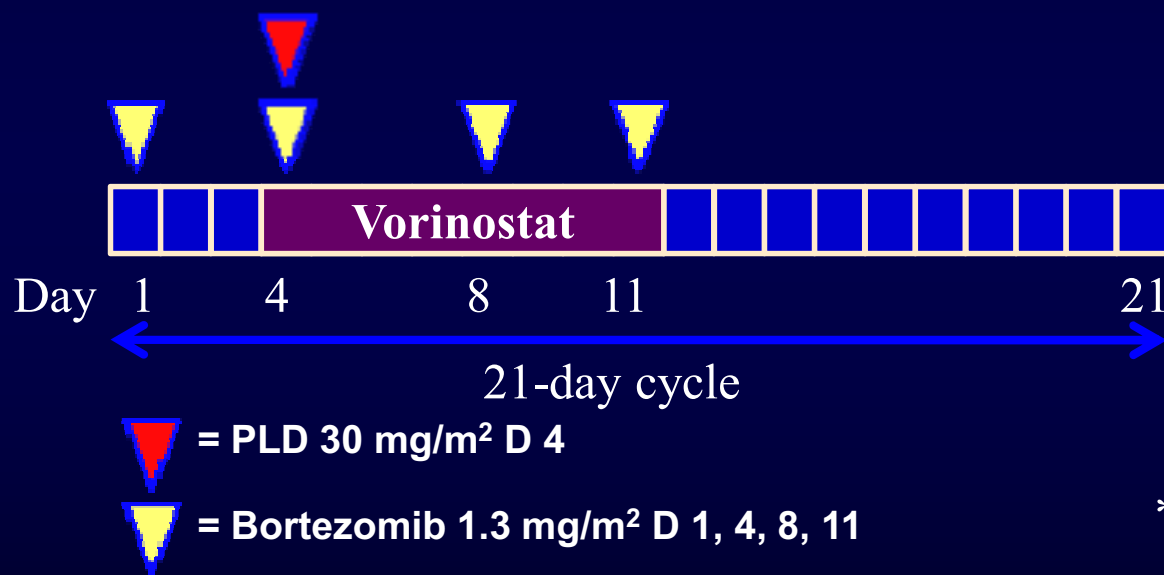 Vorinostat
Day 1 4 8 11 21
21-day cycle
= PLD 30 mg/m² D 4
= Bortezomib 1.3 mg/m² D 1, 4, 8, 11
*